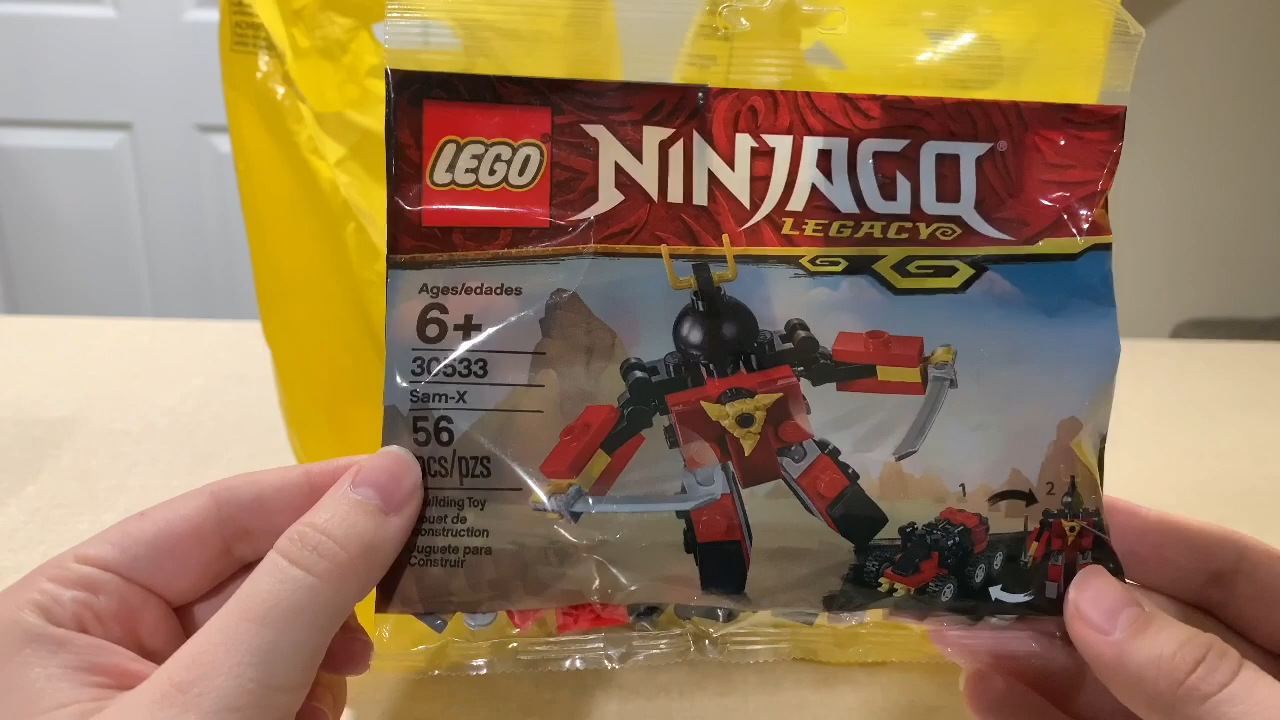 LEGO
NINJAGO®
LEGACY
Ages/edades
6+
30533
Sam-X
56
pcs/pzs
Building Toy
Jouet de
construction
Juguete para
Construir
1
2